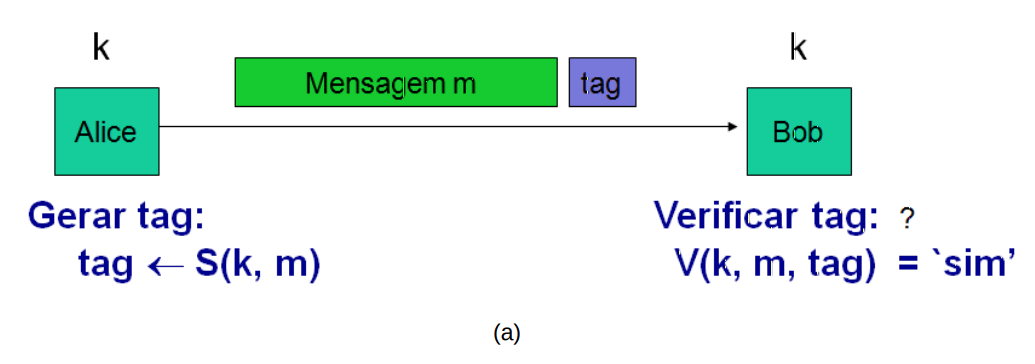 k
k
Mensagem m
tag
Alice
Bob
Gerar tag:
tag ← S(k, m)
Verificar tag: ?
V(k, m, tag) = `sim’
(a)